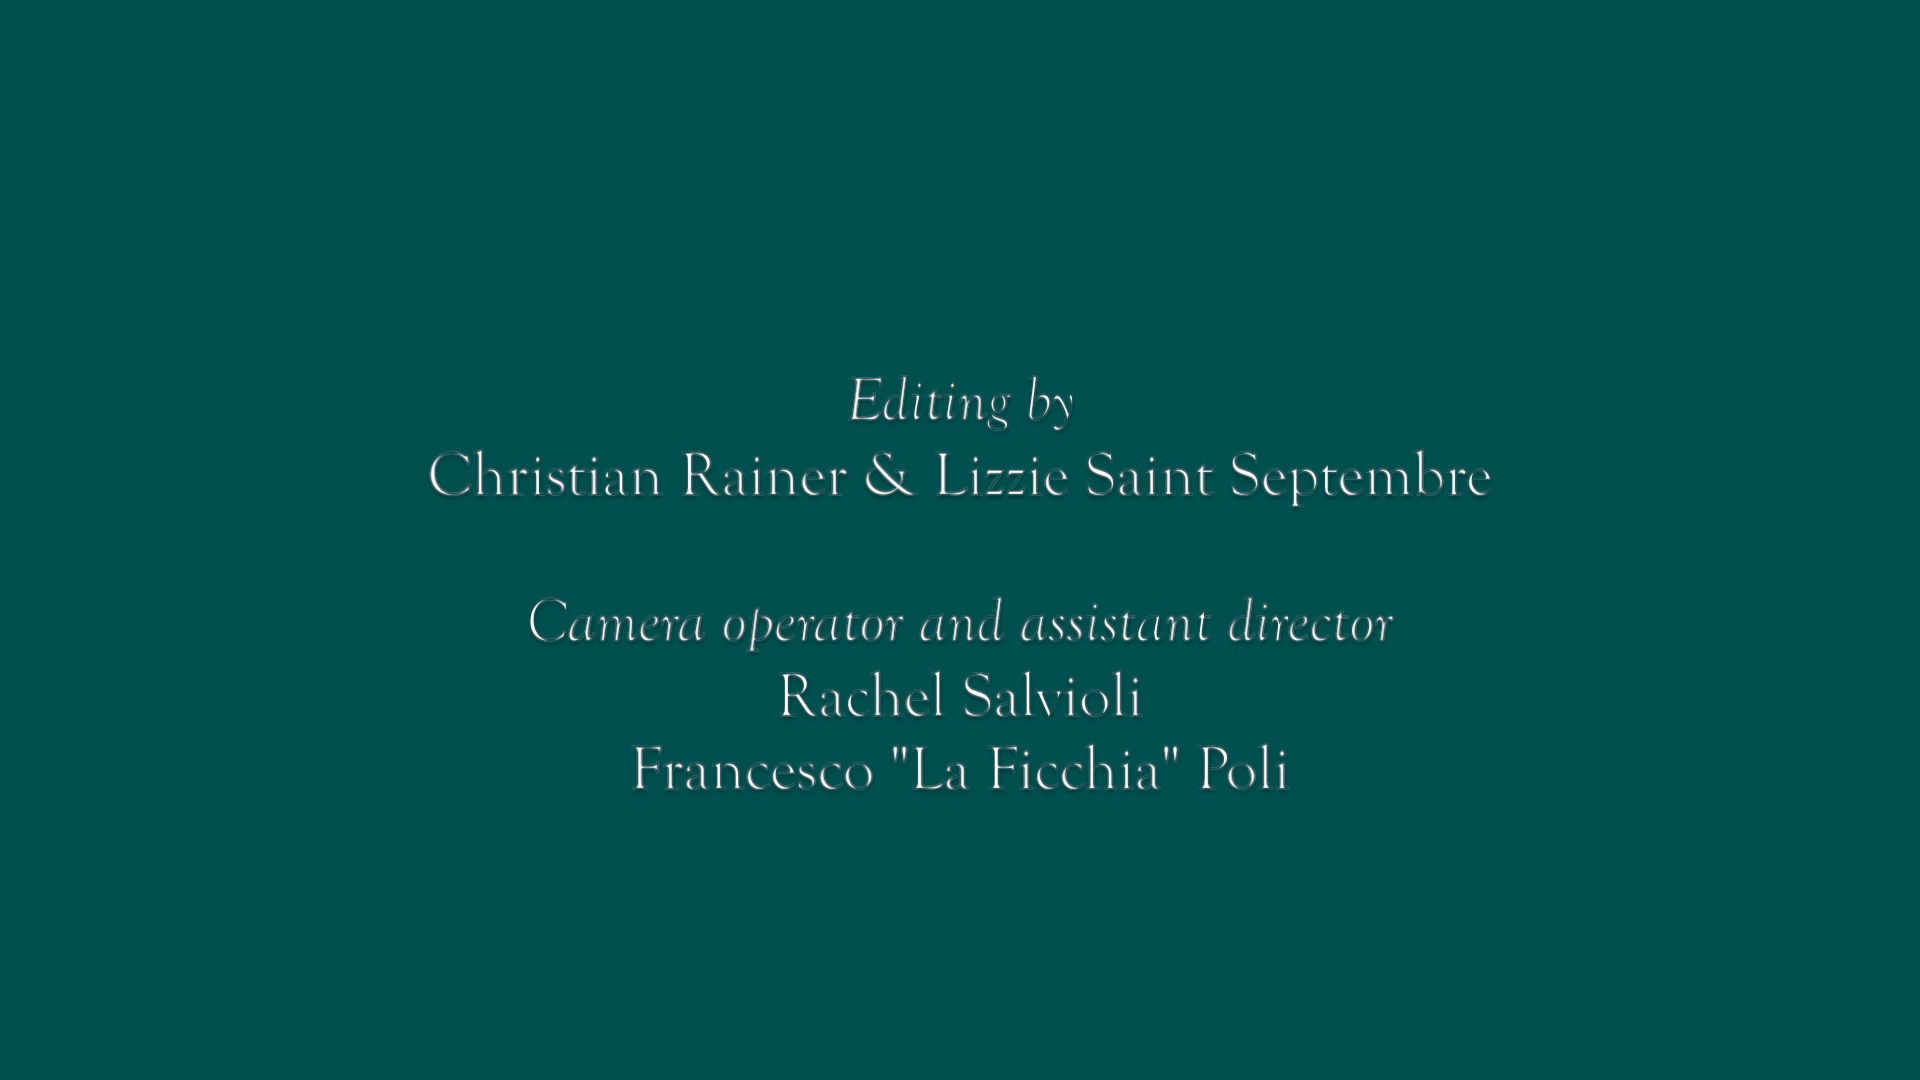 Editing by
Christian Rainer & Lizzie Saint Septembre
Camera operator and assistant director
Rachel Salvioli
Francesco "La Ficchia" Poli